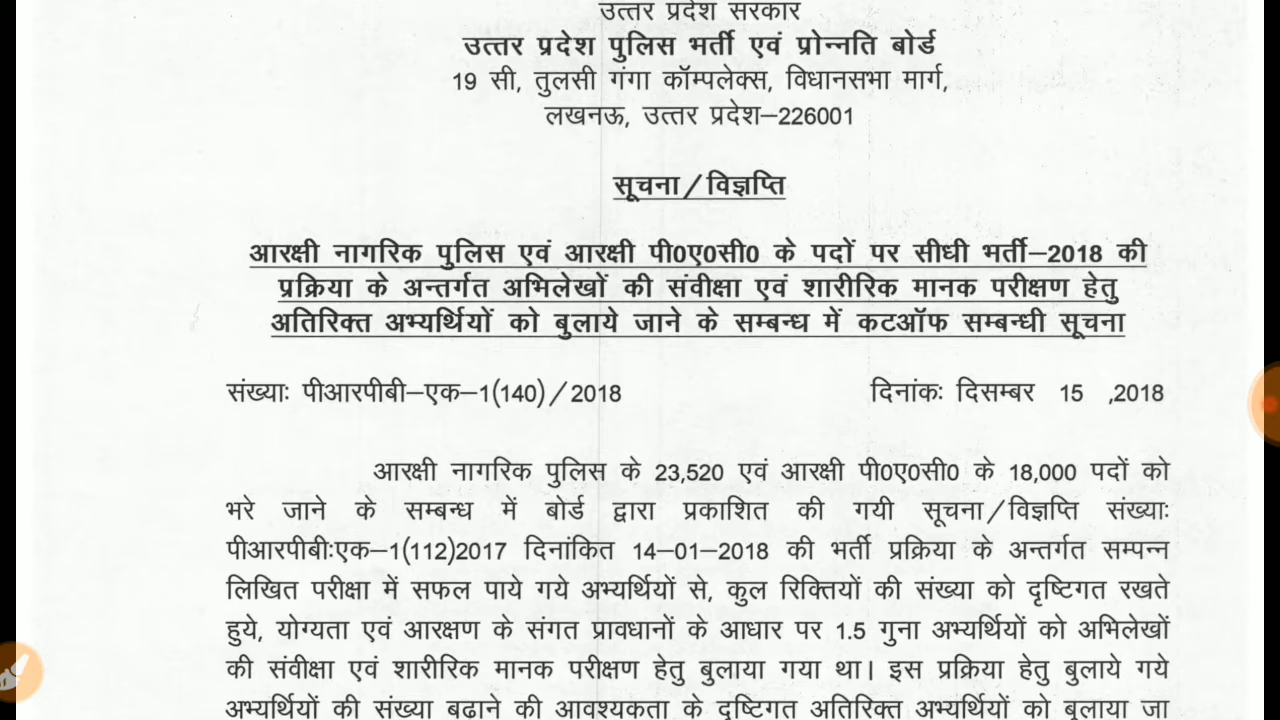 उत्तर प्रदेश सरकार
उत्तर प्रदेश पुलिस भर्ती एवं प्रोन्नति बोर्ड
19 सी, तुलसी गंगा कॉम्पलेक्स, विधानसभा मार्ग,
लखनऊ, उत्तर प्रदेश–226001
सूचना/विज्ञप्ति
आरक्षी नागरिक पुलिस एवं आरक्षी पी0ए0सी0 के पदों पर सीधी भर्ती–2018 की
प्रक्रिया के अन्तर्गत अभिलेखों की संवीक्षा एवं शारीरिक मानक परीक्षण हेतु
अतिरिक्त अभ्यर्थियों को बुलाये जाने के सम्बन्ध में कटऑफ सम्बन्धी सूचना
संख्याः पीआरपीबी–एक–1(140)/2018 दिनांकः दिसम्बर 15 ,2018
आरक्षी नागरिक पुलिस के 23,520 एवं आरक्षी पी0ए0सी0 के 18,000 पदों को
भरे जाने के सम्बन्ध में बोर्ड द्वारा प्रकाशित की गयी सूचना/विज्ञप्ति संख्याः
पीआरपीबीःएक–1(112)2017 दिनांकित 14–01–2018 की भर्ती प्रक्रिया के अन्तर्गत सम्पन्न
लिखित परीक्षा में सफल पाये गये अभ्यर्थियों से, कुल रिक्तियों की संख्या को दृष्टिगत रखते
हुये, योग्यता एवं आरक्षण के संगत प्रावधानों के आधार पर 1.5 गुना अभ्यर्थियों को अभिलेखों
की संवीक्षा एवं शारीरिक मानक परीक्षण हेतु बुलाया गया था। इस प्रक्रिया हेतु बुलाये गये
अभ्यर्थियों की संख्या बढाने की आवश्यकता के दृष्टिगत अतिरिक्त अभ्यर्थियों को बुलाया जा